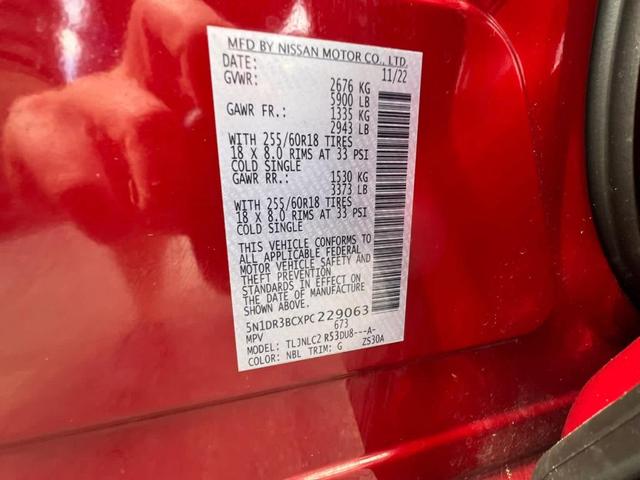 MFD BY NISSAN MOTOR CO., LTD.
DATE: 11/22
GVWR: 2676 KG
5900 LB
GAWR FR.: 1335 KG
2943 LB
WITH 255/60R18 TIRES
18 X 8.0 RIMS AT 33 PSI
COLD SINGLE
GAWR RR.: 1530 KG
3373 LB
WITH 255/60R18 TIRES
18 X 8.0 RIMS AT 33 PSI
COLD SINGLE
THIS VEHICLE CONFORMS TO
ALL APPLICABLE FEDERAL
MOTOR VEHICLE SAFETY AND
THEFT PREVENTION
STANDARDS IN EFFECT ON
THE DATE OF MANUFACTURE
SHOWN ABOVE.
5N1DR3BCXPC229063
MPV 673
MODEL: TLJNLC2 R53DU8---A-
COLOR: NBL TRIM: G ZS30A